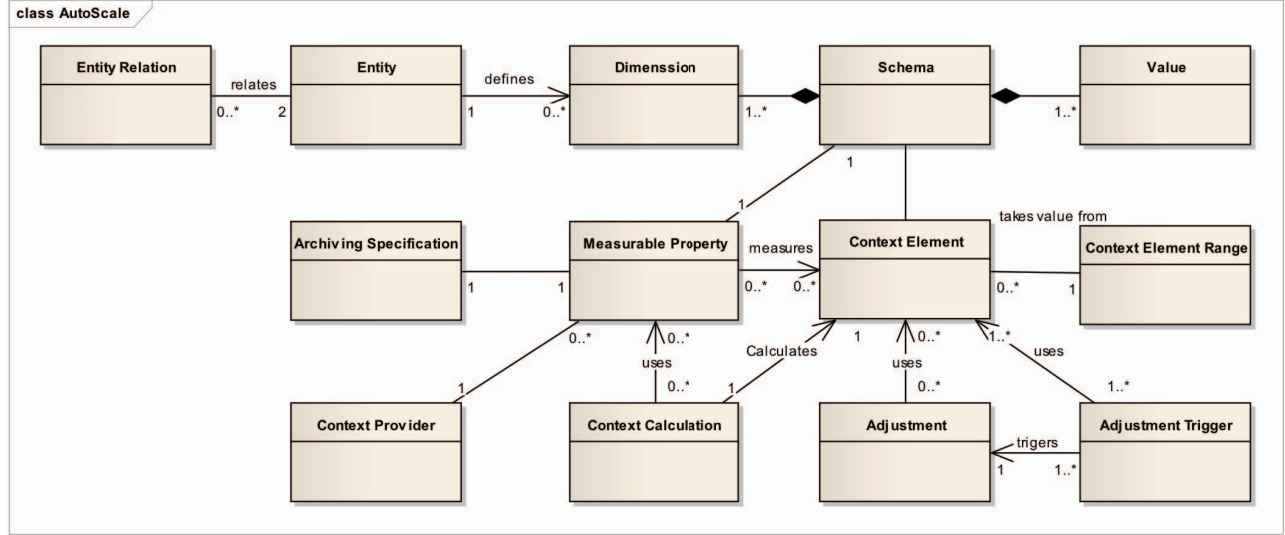 class AutoScale
Entity Relation
Entity
Dimenssion
Schema
Value
relates
defines
0..*
2
1
0..*
1..*
1..*
1
1
takes value from
Archiving Specification
Measurable Property
measures
Context Element
Context Element Range
1
1
0..*
0..*
0..*
1
0..*
0..*
Calculates
1
0..*
1..*
uses
uses
uses
1
0..*
1
0..*
1..*
Context Provider
Context Calculation
Adjustment
Adjustment Trigger
trigers
1
1..*